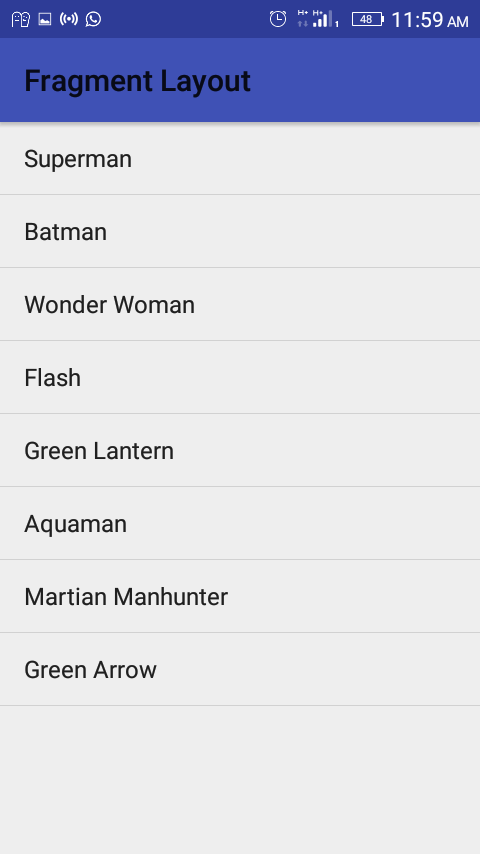 H+ H+ 1 48 11:59 AM
Fragment Layout
Superman
Batman
Wonder Woman
Flash
Green Lantern
Aquaman
Martian Manhunter
Green Arrow